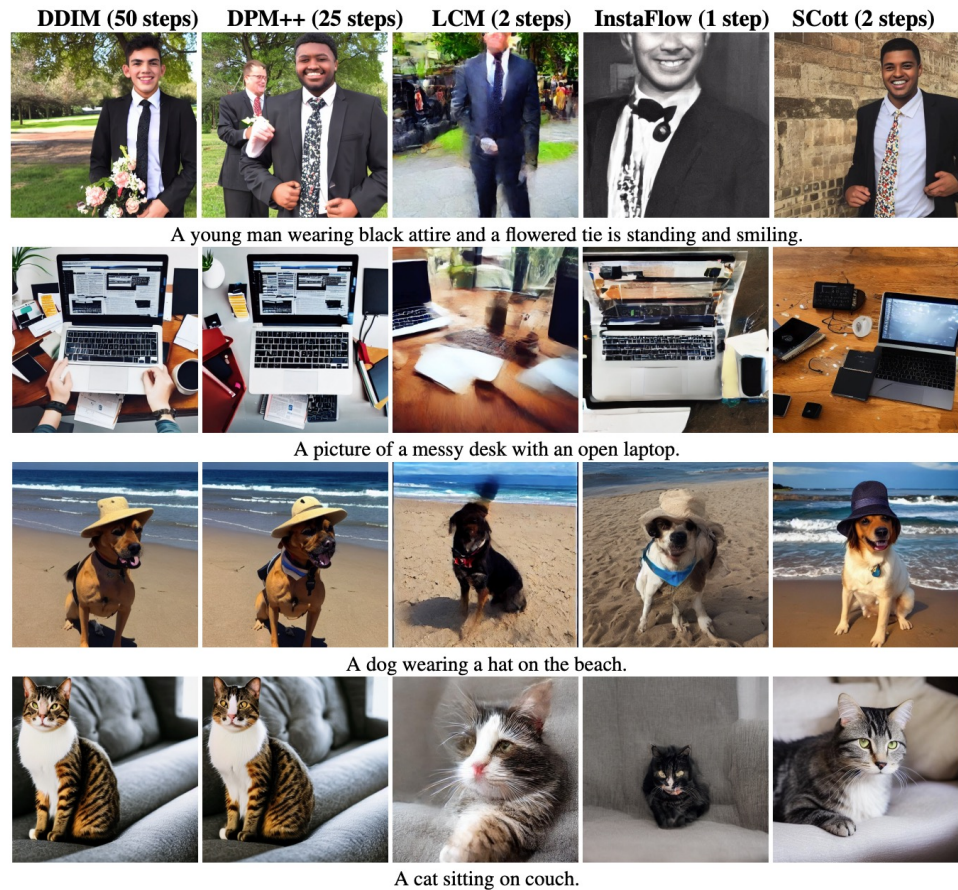 DDIM (50 steps) DPM++ (25 steps) LCM (2 steps) InstaFlow (1 step) SCott (2 steps)
A young man wearing black attire and a flowered tie is standing and smiling.
A picture of a messy desk with an open laptop.
A dog wearing a hat on the beach.
A cat sitting on couch.